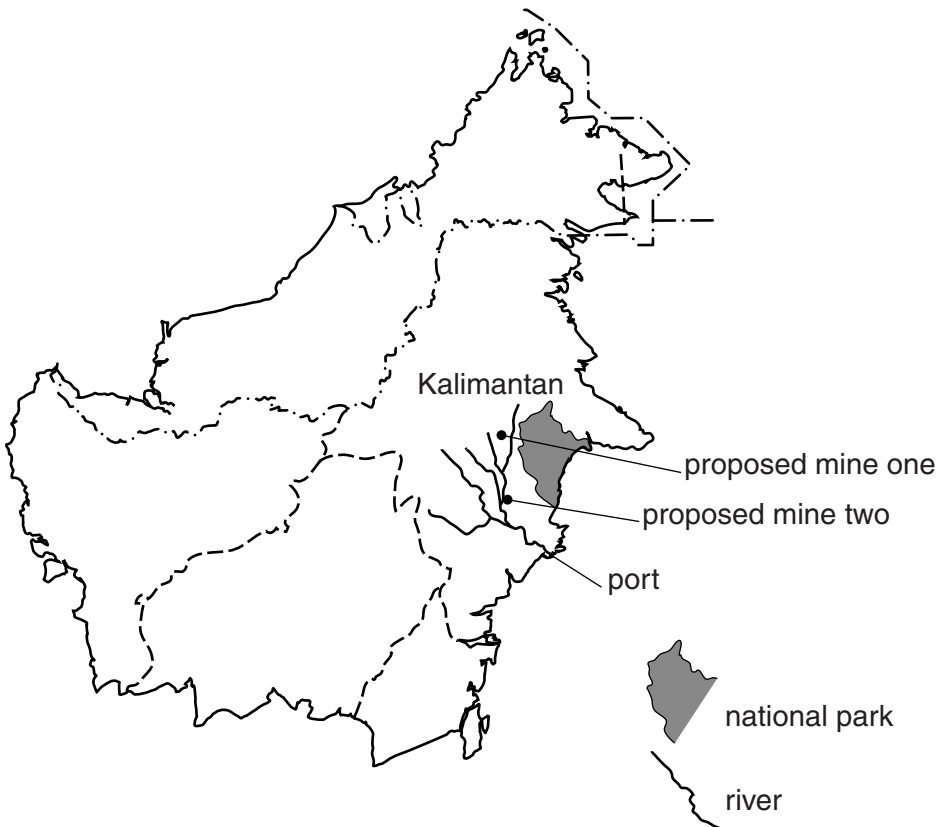 Kalimantan
proposed mine one
proposed mine two
port
national park
river